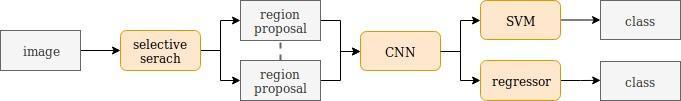 image
selective
serach
region
proposal
region
proposal
CNN
SVM
class
regressor
class